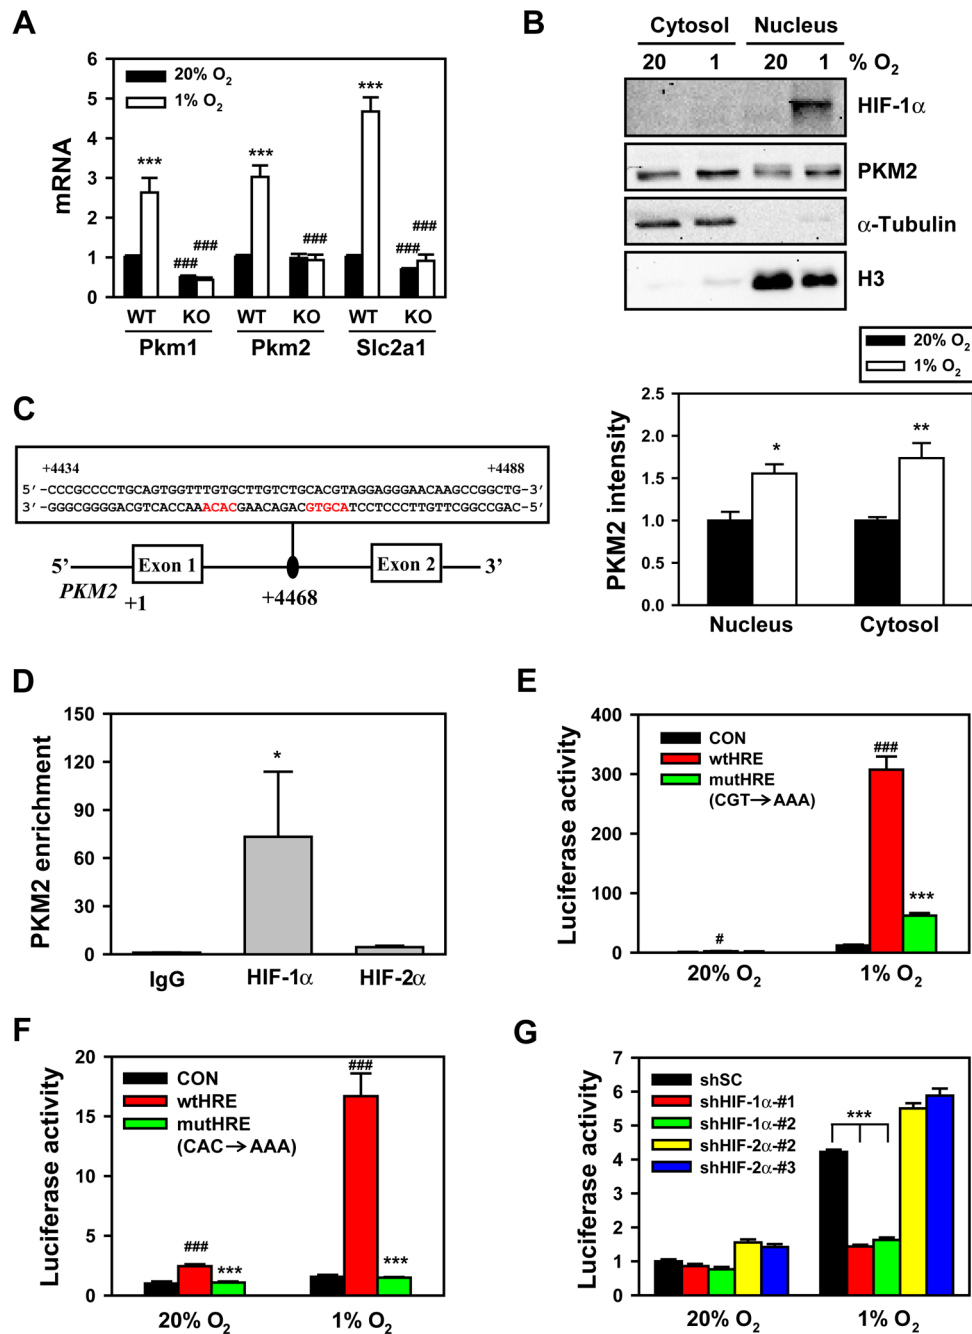 A
20% O2
1% O2
mRNA
6
5
4
3
2
1
0
***
***
***
###
###
###
###
###
WT KO WT KO WT KO
Pkm1 Pkm2 Slc2a1
B
Cytosol Nucleus
20 1 20 1 % O2
HIF-1α
PKM2
α-Tubulin
H3
20% O2
1% O2
PKM2 intensity
2.5
2.0
1.5
1.0
0.5
0.0
*
**
Nucleus Cytosol
C
+4434 +4488
5’-CCCGCCCCTGCAGTGGTTTGTGCTTGTCTGCACGTAGGAGGGAACAAGCCGGCTG-3’
3’-GGGCGGGGACGTCACCAAACACGAACAGACGTGCATCCTCCCTTGTTCGGCCGAC-5’
5’ Exon 1 Exon 2 3’
PKM2
+1 +4468
D
PKM2 enrichment
150
120
90
60
30
0
*
IgG HIF-1α HIF-2α
E
Luciferase activity
400
300
200
100
0
CON
wtHRE
mutHRE
(CGT→AAA)
#
###
***
20% O2 1% O2
F
Luciferase activity
20
15
10
5
0
CON
wtHRE
mutHRE
(CAC→AAA)
###
***
###
***
20% O2 1% O2
G
Luciferase activity
7
6
5
4
3
2
1
0
shSC
shHIF-1α-#1
shHIF-1α-#2
shHIF-2α-#2
shHIF-2α-#3
***
20% O2 1% O2